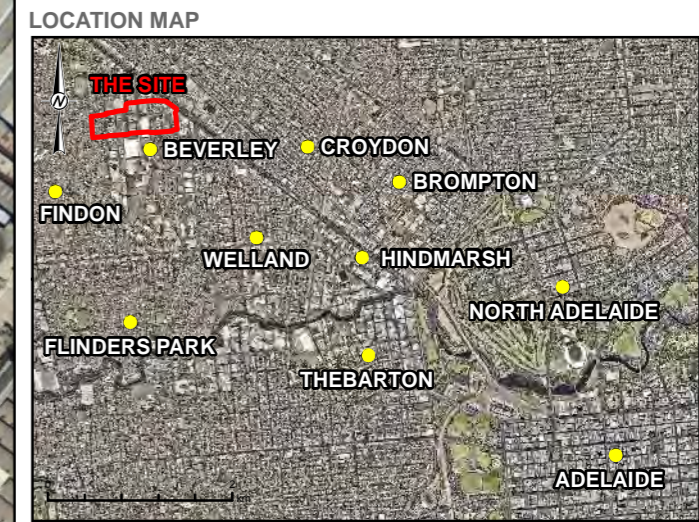 LOCATION MAP
N
THE SITE
BEVERLEY
CROYDON
BROMPTON
FINDON
WELLAND
HINDMARSH
NORTH ADELAIDE
FLINDERS PARK
THEBARTON
ADELAIDE